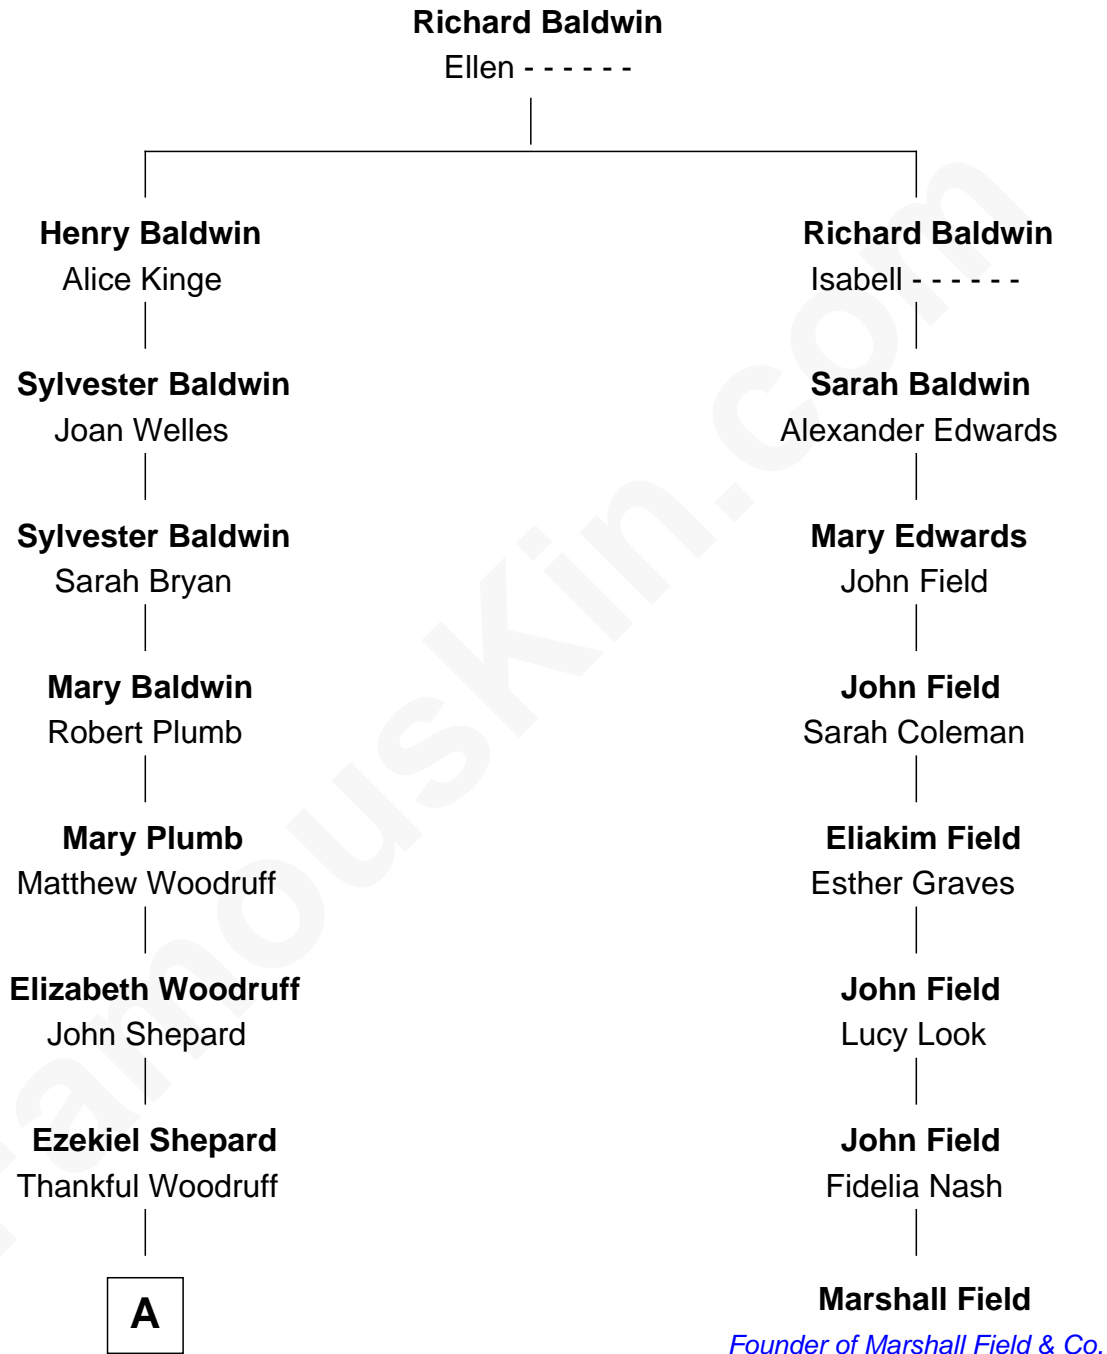 Richard Baldwin
Ellen - - - - - -
Henry Baldwin
Alice Kinge
Richard Baldwin
Isabell - - - - - -
Sylvester Baldwin
Joan Welles
Sarah Baldwin
Alexander Edwards
Sylvester Baldwin
Sarah Bryan
Mary Edwards
John Field
Mary Baldwin
Robert Plumb
John Field
Sarah Coleman
Mary Plumb
Matthew Woodruff
Eliakim Field
Esther Graves
Elizabeth Woodruff
John Shepard
John Field
Lucy Look
Ezekiel Shepard
Thankful Woodruff
John Field
Fidelia Nash
A
Marshall Field
Founder of Marshall Field & Co.
FamousKin.com